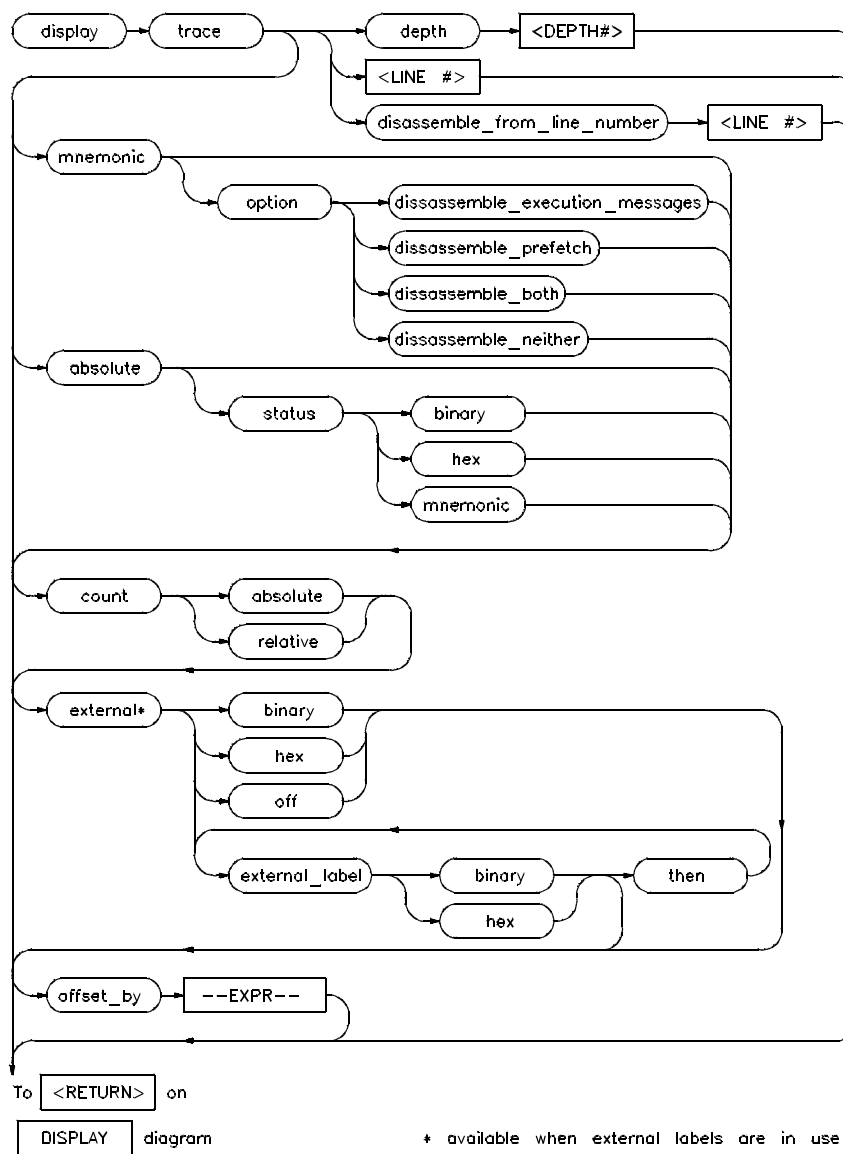 display trace depth <DEPTH#>
<LINE #>
disassemble_from_line_number <LINE #>
mnemonic
option dissassemble_execution_messages
dissassemble_prefetch
dissassemble_both
dissassemble_neither
absolute
status binary
hex
mnemonic
count absolute
relative
external* binary
hex
off
external_label binary then
hex
offset_by --EXPR--
To <RETURN> on
DISPLAY diagram * available when external labels are in use